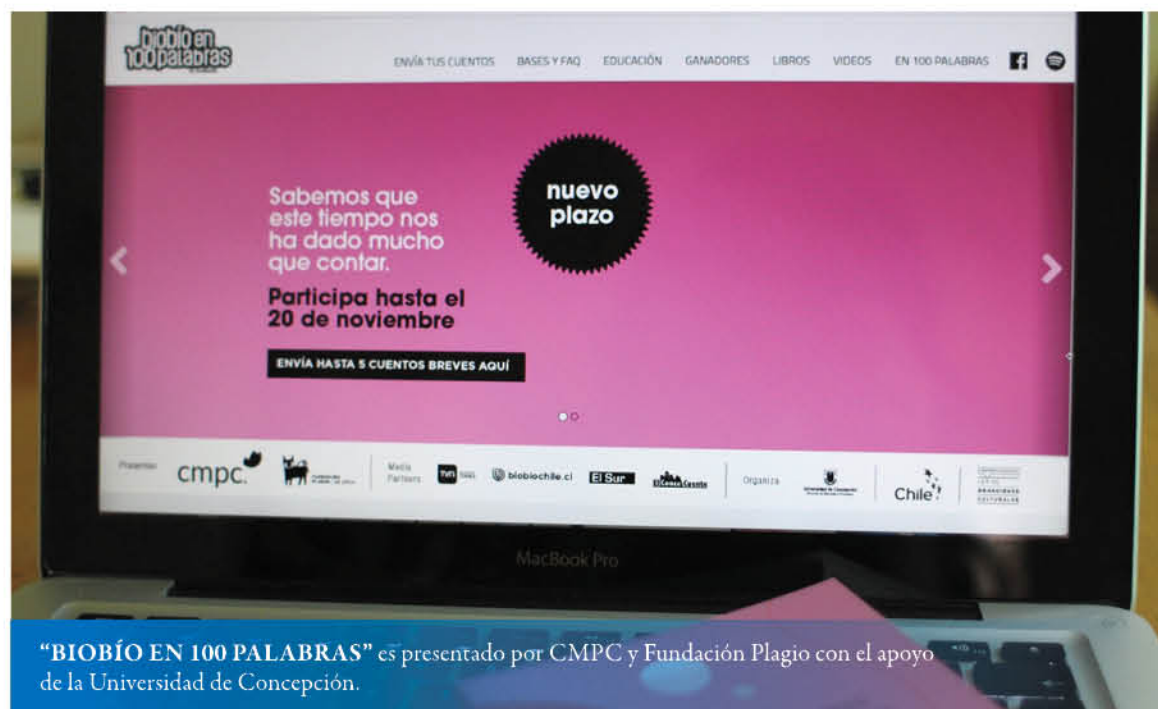 biobío en
100 palabras
ENVÍA TUS CUENTOS BASES Y FAQ EDUCACIÓN GANADORES LIBROS VIDEOS EN 100 PALABRAS
Sabemos que
este tiempo nos
ha dado mucho
que contar.
Participa hasta el
20 de noviembre
ENVÍA HASTA 5 CUENTOS BREVES AQUÍ
nuevo
plazo
Presentan cmpc.
Media
Partners
tvn biobiochile.cl El Sur Organiza Chile
MacBook Pro
“BIOBÍO EN 100 PALABRAS” es presentado por CMPC y Fundación Plagio con el apoyo
de la Universidad de Concepción.